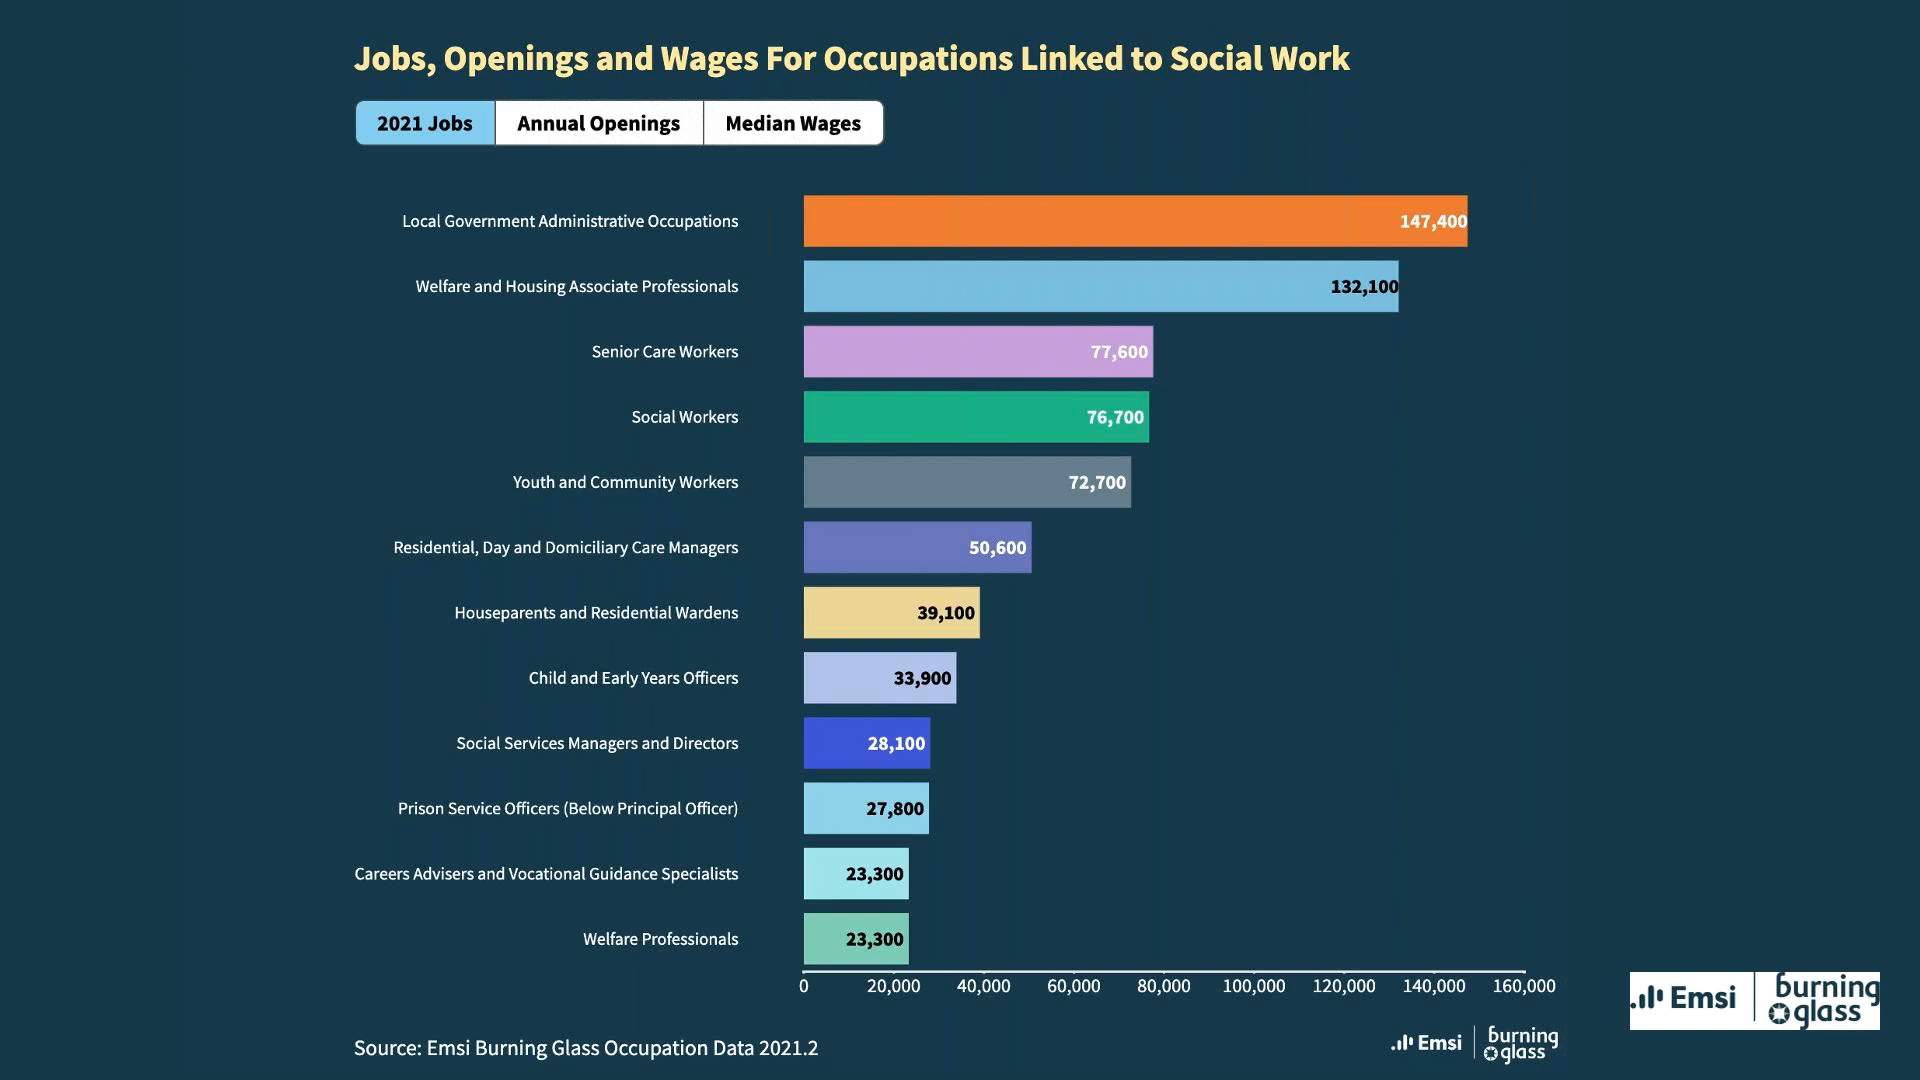 Jobs, Openings and Wages For Occupations Linked to Social Work
2021 Jobs Annual Openings Median Wages
Local Government Administrative Occupations 147,400
Welfare and Housing Associate Professionals 132,100
Senior Care Workers 77,600
Social Workers 76,700
Youth and Community Workers 72,700
Residential, Day and Domiciliary Care Managers 50,600
Houseparents and Residential Wardens 39,100
Child and Early Years Officers 33,900
Social Services Managers and Directors 28,100
Prison Service Officers (Below Principal Officer) 27,800
Careers Advisers and Vocational Guidance Specialists 23,300
Welfare Professionals 23,300
0 20,000 40,000 60,000 80,000 100,000 120,000 140,000 160,000
Source: Emsi Burning Glass Occupation Data 2021.2
Emsi burning glass
Emsi burning glass